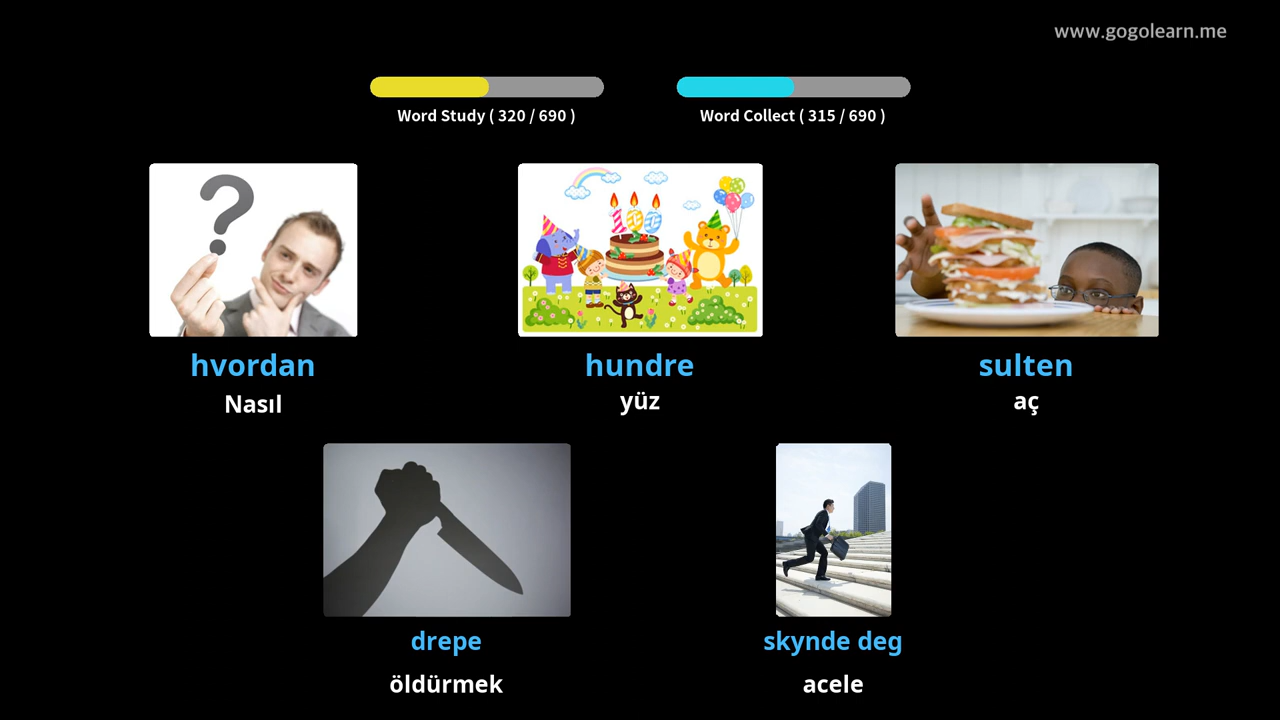 www.gogolearn.me
Word Study ( 320 / 690 )
Word Collect ( 315 / 690 )
100
hvordan
hundre
sulten
Nasıl
yüz
aç
drepe
skynde deg
öldürmek
acele